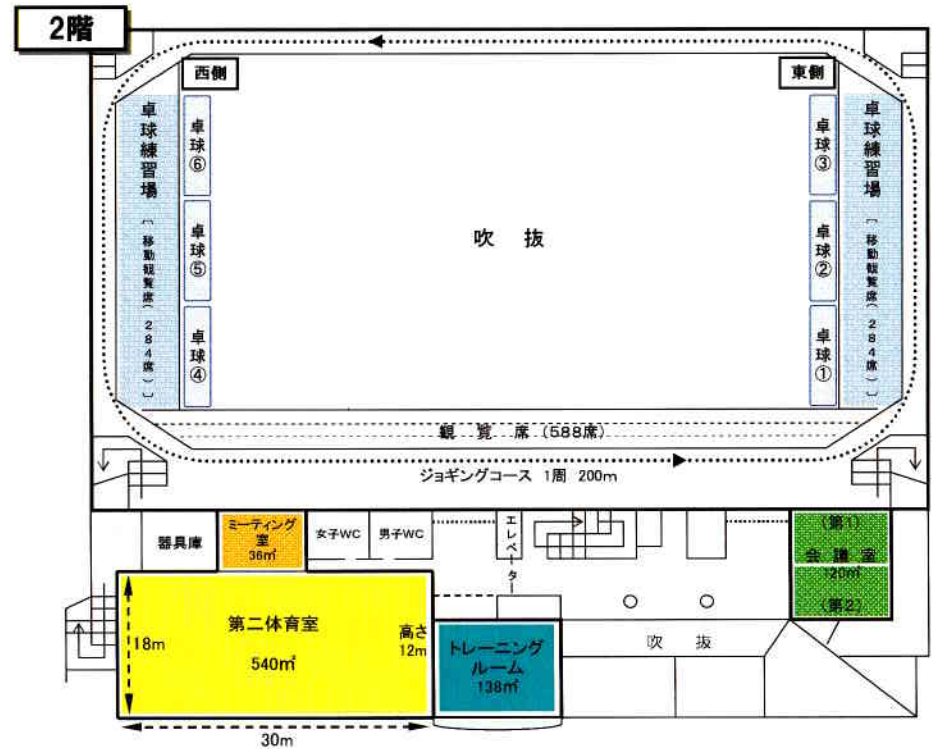 2階
西側
東側
卓球練習場
〔移動観覧席(284席)〕
卓球⑥
卓球⑤
卓球④
吹 抜
卓球③
卓球②
卓球①
卓球練習場
〔移動観覧席(284席)〕
観 覧 席 (588席)
ジョギングコース 1周 200m
器具庫
ミーティング
室
36㎡
女子WC
男子WC
エレベーター
(第1)
会 議 室
120㎡
(第2)
18m
第二体育室
540㎡
高さ
12m
30m
トレーニング
ルーム
138㎡
吹 抜